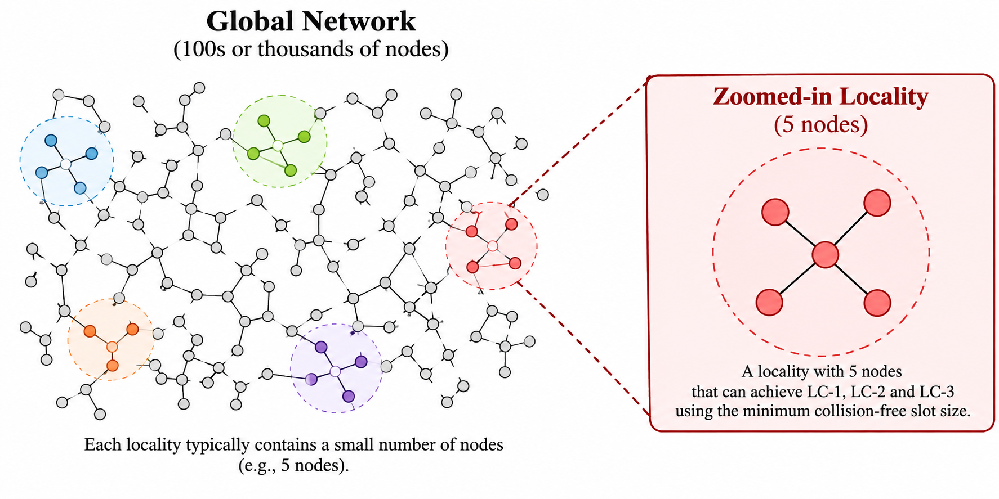 Global Network
(100s or thousands of nodes)
Zoomed-in Locality
(5 nodes)
A locality with 5 nodes
that can achieve LC-1, LC-2 and LC-3
using the minimum collision-free slot size.
Each locality typically contains a small number of nodes
(e.g., 5 nodes).